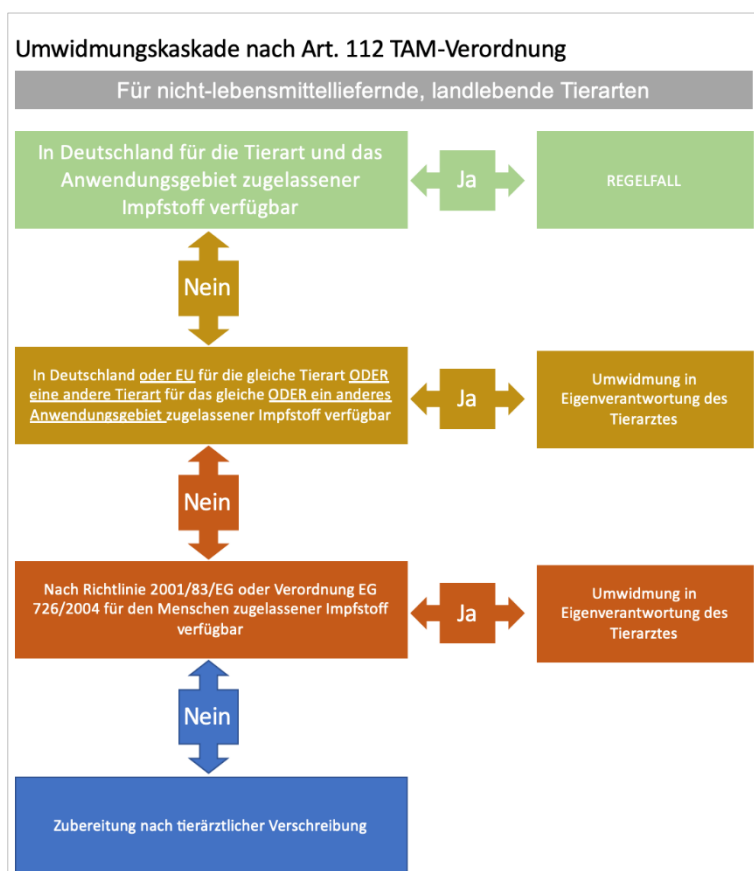 Umwidmungskaskade nach Art. 112 TAM-Verordnung
Für nicht-lebensmittelliefernde, landlebende Tierarten
In Deutschland für die Tierart und das
Anwendungsgebiet zugelassener
Impfstoff verfügbar
Ja
REGELFALL
Nein
In Deutschland oder EU für die gleiche Tierart ODER
eine andere Tierart für das gleiche ODER ein anderes
Anwendungsgebiet zugelassener Impfstoff verfügbar
Ja
Umwidmung in
Eigenverantwortung des
Tierarztes
Nein
Nach Richtlinie 2001/83/EG oder Verordnung EG
726/2004 für den Menschen zugelassener Impfstoff
verfügbar
Ja
Umwidmung in
Eigenverantwortung des
Tierarztes
Nein
Zubereitung nach tierärztlicher Verschreibung